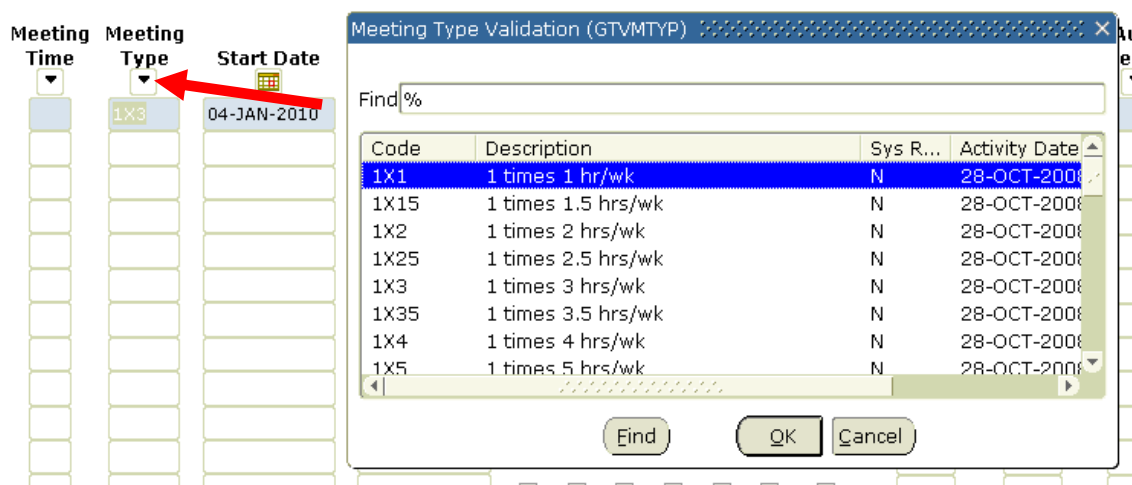 Meeting Time
Meeting Type
Start Date
1X3
04-JAN-2010
Meeting Type Validation (GTVMTYP)
Find %
Code Description Sys R... Activity Date
1X1 1 times 1 hr/wk N 28-OCT-2008
1X15 1 times 1.5 hrs/wk N 28-OCT-2008
1X2 1 times 2 hrs/wk N 28-OCT-2008
1X25 1 times 2.5 hrs/wk N 28-OCT-2008
1X3 1 times 3 hrs/wk N 28-OCT-2008
1X35 1 times 3.5 hrs/wk N 28-OCT-2008
1X4 1 times 4 hrs/wk N 28-OCT-2008
1X5 1 times 5 hrs/wk N 28-OCT-2008
Find OK Cancel